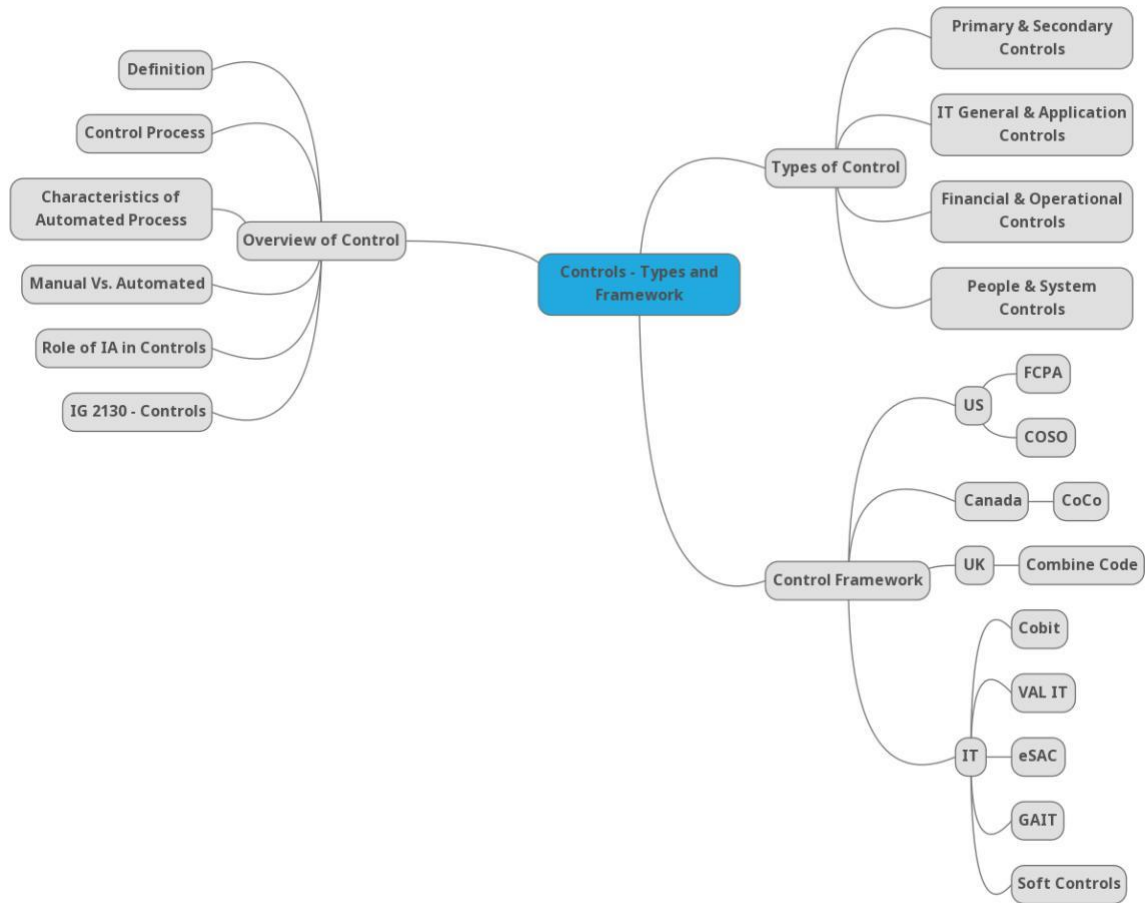 Controls - Types and
Framework
Overview of Control
Definition
Control Process
Characteristics of
Automated Process
Manual Vs. Automated
Role of IA in Controls
IG 2130 - Controls
Types of Control
Primary & Secondary
Controls
IT General & Application
Controls
Financial & Operational
Controls
People & System
Controls
Control Framework
US
FCPA
COSO
Canada
CoCo
UK
Combine Code
IT
Cobit
VAL IT
eSAC
GAIT
Soft Controls